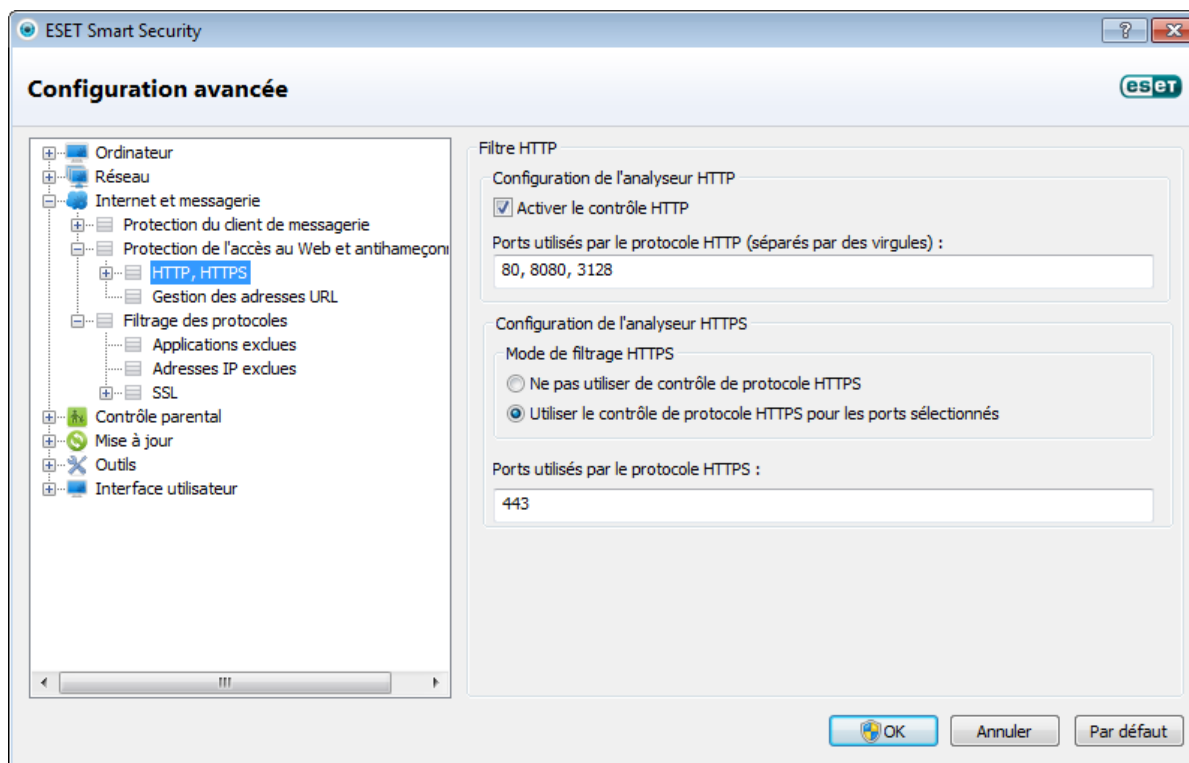 ESET Smart Security
Configuration avancée
eset
Ordinateur
Réseau
Internet et messagerie
Protection du client de messagerie
Protection de l'accès au Web et antihameçonn
HTTP, HTTPS
Gestion des adresses URL
Filtrage des protocoles
Applications exclues
Adresses IP exclues
SSL
Contrôle parental
Mise à jour
Outils
Interface utilisateur
Filtre HTTP
Configuration de l'analyseur HTTP
Activer le contrôle HTTP
Ports utilisés par le protocole HTTP (séparés par des virgules) :
80, 8080, 3128
Configuration de l'analyseur HTTPS
Mode de filtrage HTTPS
Ne pas utiliser de contrôle de protocole HTTPS
Utiliser le contrôle de protocole HTTPS pour les ports sélectionnés
Ports utilisés par le protocole HTTPS :
443
OK
Annuler
Par défaut